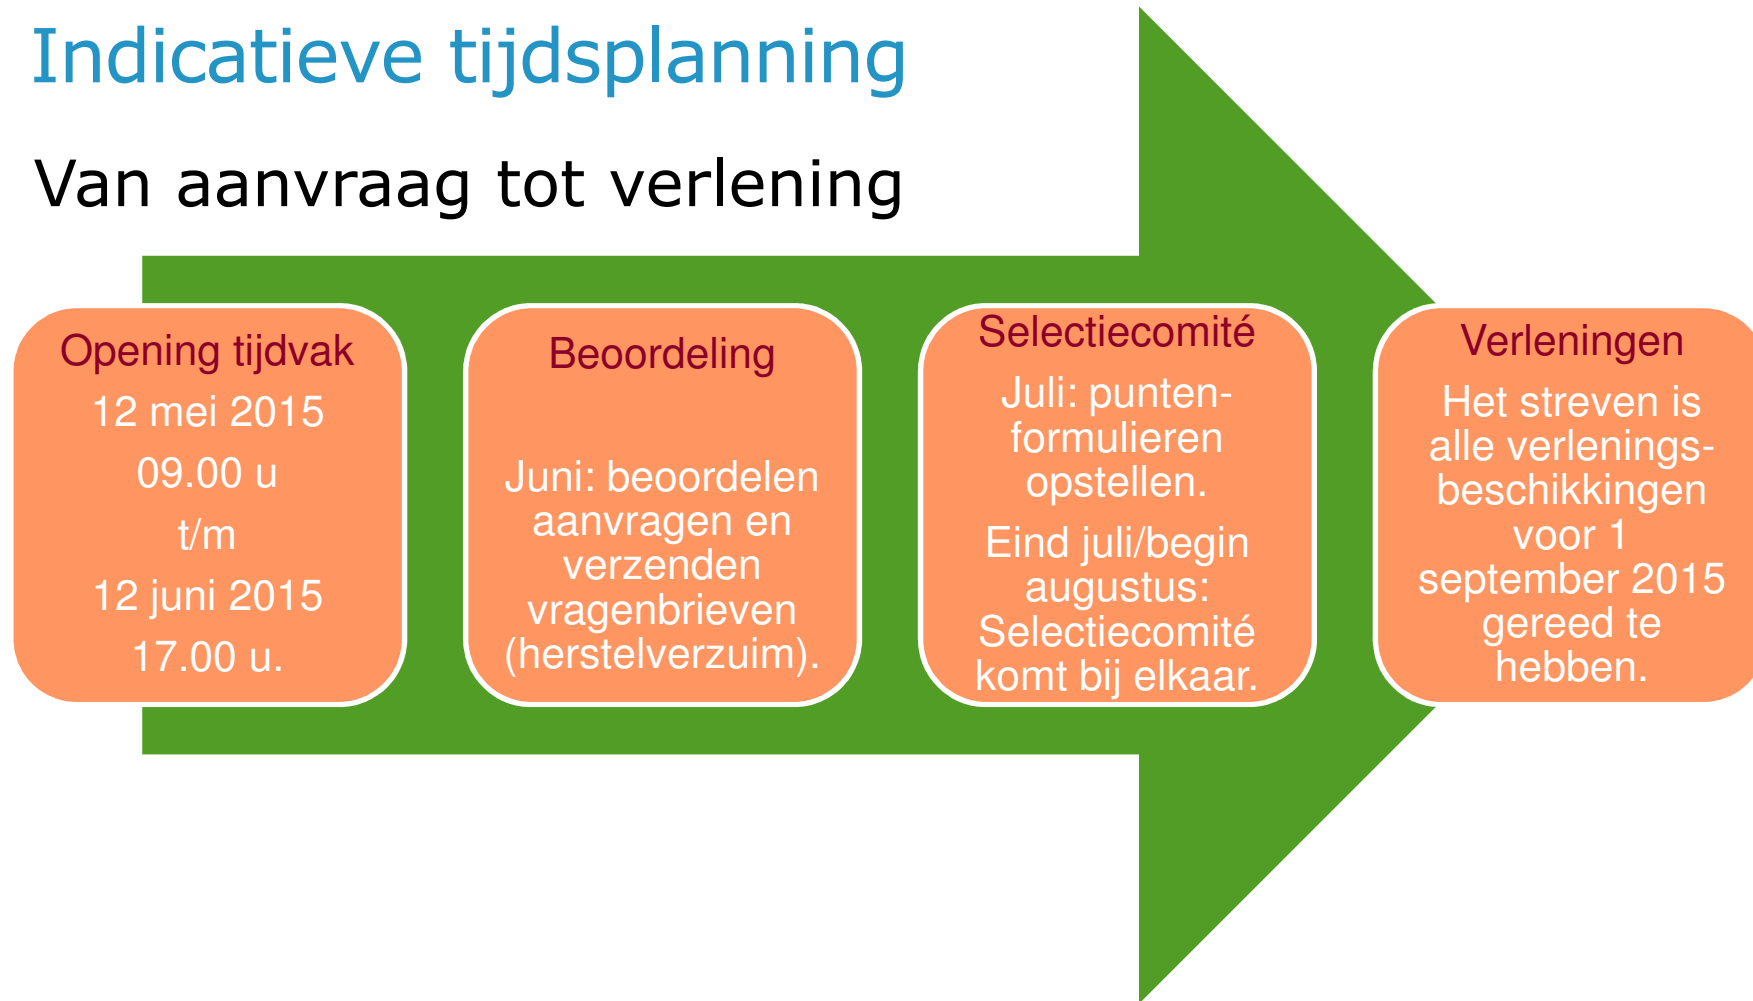 Indicatieve tijdsplanning
Van aanvraag tot verlening
Opening tijdvak
12 mei 2015
09.00 u
t/m
12 juni 2015
17.00 u.
Beoordeling
Juni: beoordelen
aanvragen en
verzenden
vragenbrieven
(herstelverzuim).
Selectiecomité
Juli: punten-
formulieren
opstellen.
Eind juli/begin
augustus:
Selectiecomité
komt bij elkaar.
Verleningen
Het streven is
alle verlenings-
beschikkingen
voor 1
september 2015
gereed te
hebben.